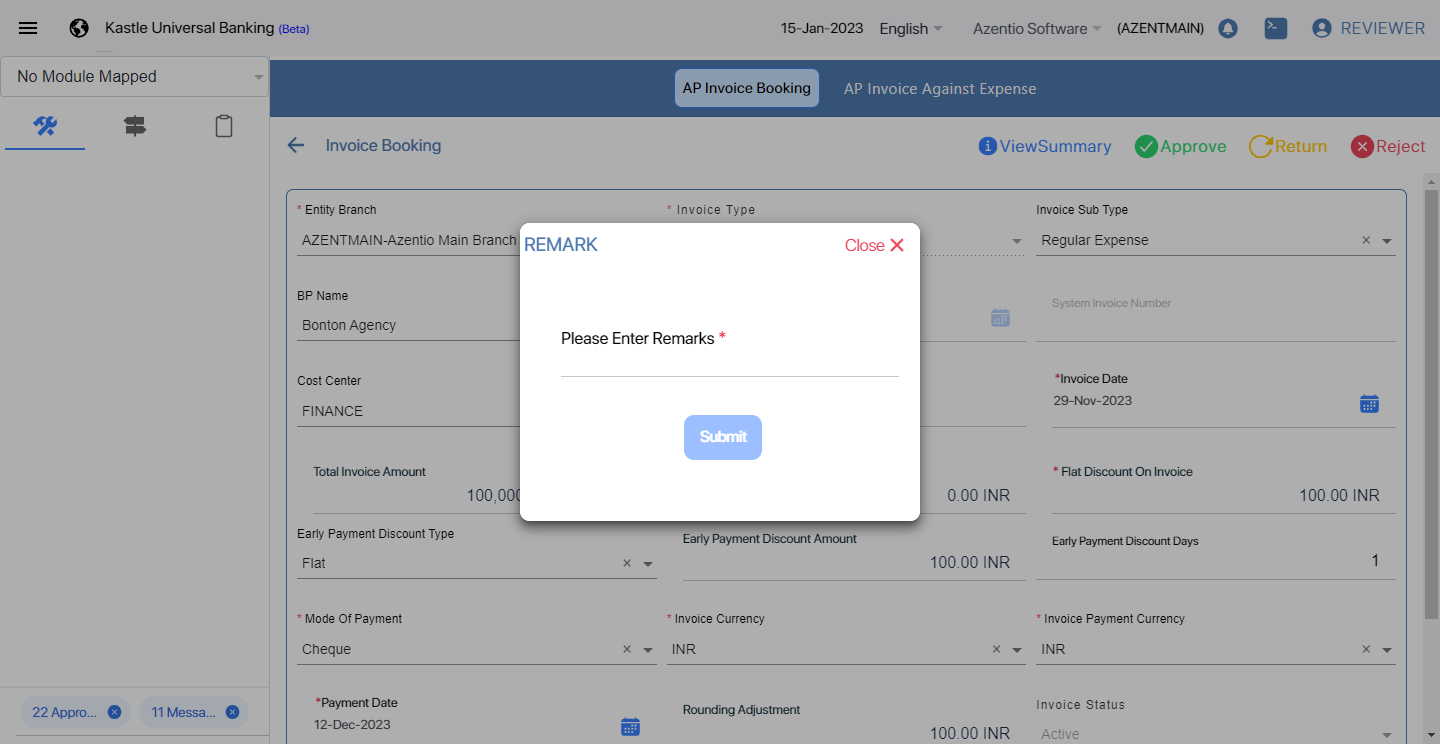 Kastle Universal Banking (Beta)
15-Jan-2023 English Azentio Software (AZENTMAIN) REVIEWER
No Module Mapped
AP Invoice Booking AP Invoice Against Expense
Invoice Booking
ViewSummary Approve Return Reject
* Entity Branch * Invoice Type Invoice Sub Type
AZENTMAIN-Azentio Main Branch Regular Expense
REMARK Close
BP Name
Bonton Agency
System Invoice Number
Please Enter Remarks *
Cost Center
FINANCE
*Invoice Date
29-Nov-2023
Submit
Total Invoice Amount * Flat Discount On Invoice
100,000 0.00 INR 100.00 INR
Early Payment Discount Type Early Payment Discount Amount Early Payment Discount Days
Flat 100.00 INR 1
* Mode Of Payment * Invoice Currency * Invoice Payment Currency
Cheque INR INR
*Payment Date Rounding Adjustment Invoice Status
12-Dec-2023 100.00 INR Active
22 Appro... 11 Messa...